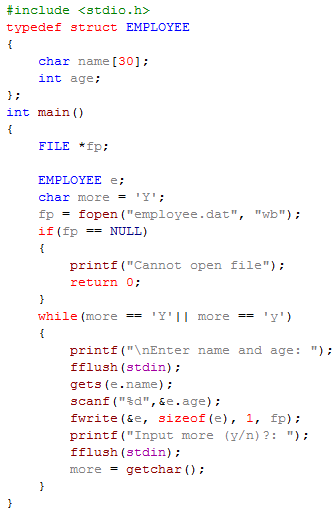 #include <stdio.h>
typedef struct EMPLOYEE
{
    char name[30];
    int age;
};
int main()
{
    FILE *fp;

    EMPLOYEE e;
    char more = 'Y';
    fp = fopen("employee.dat", "wb");
    if(fp == NULL)
    {
        printf("Cannot open file");
        return 0;
    }
    while(more == 'Y'|| more == 'y')
    {
        printf("\nEnter name and age: ");
        fflush(stdin);
        gets(e.name);
        scanf("%d",&e.age);
        fwrite(&e, sizeof(e), 1, fp);
        printf("Input more (y/n)?: ");
        fflush(stdin);
        more = getchar();
    }
}